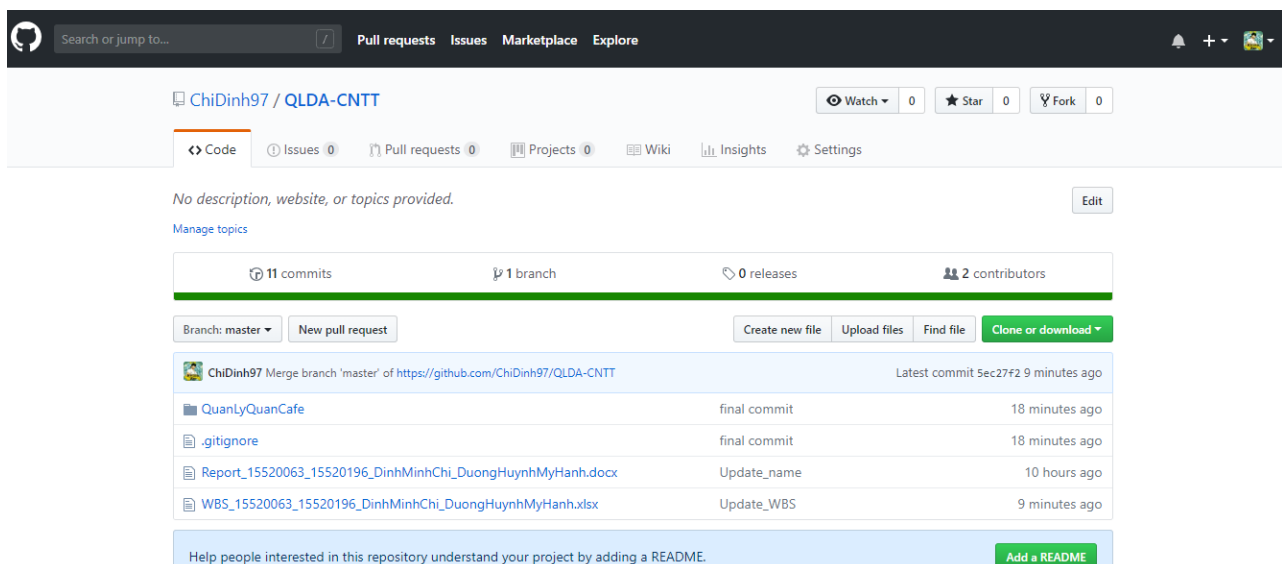 Search or jump to... / Pull requests Issues Marketplace Explore
ChiDinh97 / QLDA-CNTT Watch 0 Star 0 Fork 0
Code Issues 0 Pull requests 0 Projects 0 Wiki Insights Settings
No description, website, or topics provided. Edit
Manage topics
11 commits 1 branch 0 releases 2 contributors
Branch: master New pull request Create new file Upload files Find file Clone or download
ChiDinh97 Merge branch 'master' of https://github.com/ChiDinh97/QLDA-CNTT Latest commit 5ec27f2 9 minutes ago
QuanLyQuanCafe final commit 18 minutes ago
.gitignore final commit 18 minutes ago
Report_15520063_15520196_DinhMinhChi_DuongHuynhMyHanh.docx Update_name 10 hours ago
WBS_15520063_15520196_DinhMinhChi_DuongHuynhMyHanh.xlsx Update_WBS 9 minutes ago
Help people interested in this repository understand your project by adding a README. Add a README